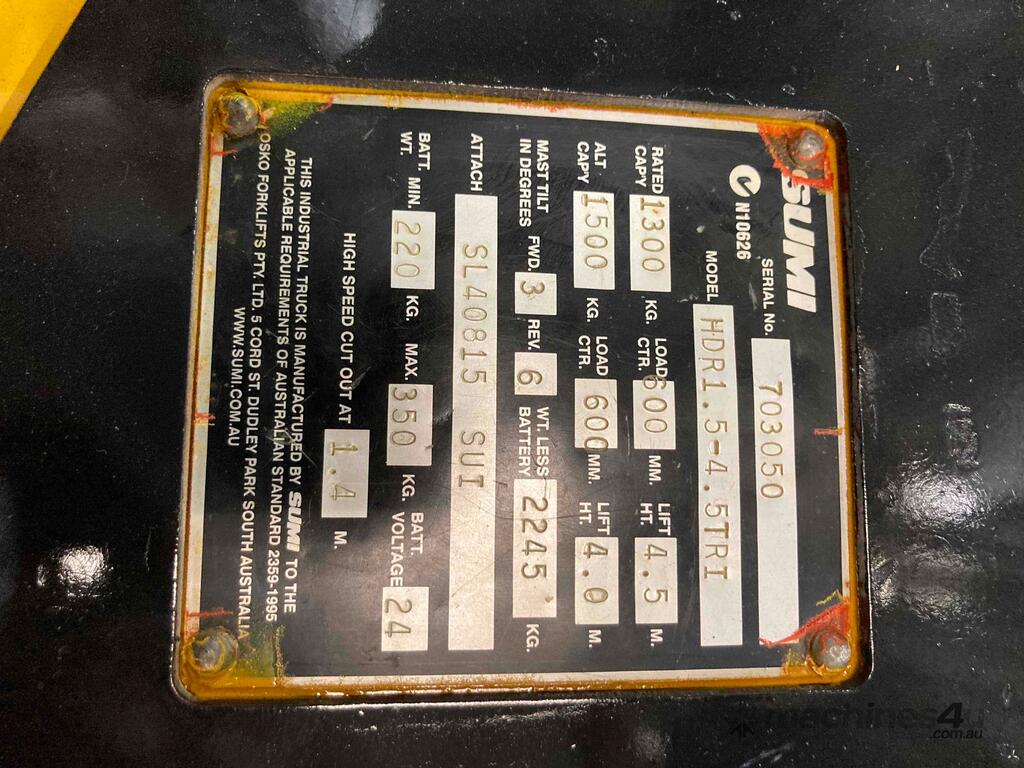 SUMI
SERIAL No. 703050
N10626
MODEL HDR1.5-4.5TRI
RATED CAP'Y 1300 KG. LOAD CTR. 600 MM. LIFT HT. 4.5 M.
ALT CAP'Y 1500 KG. LOAD CTR. 600 MM. LIFT HT. 4.0 M.
MAST TILT IN DEGREES FWD. 3 REV. 6 WT. LESS BATTERY 2245 KG.
ATTACH SL40815 SUI
BATT. WT. MIN. 220 KG. MAX. 350 KG. BATT. VOLTAGE 24
HIGH SPEED CUT OUT AT 1.4 M.
THIS INDUSTRIAL TRUCK IS MANUFACTURED BY SUMI TO THE
APPLICABLE REQUIREMENTS OF AUSTRALIAN STANDARD 2359-1995
OSKO FORKLIFTS PTY. LTD. 5 CORD ST. DUDLEY PARK SOUTH AUSTRALIA
WWW.SUMI.COM.AU
machines4u
.com.au